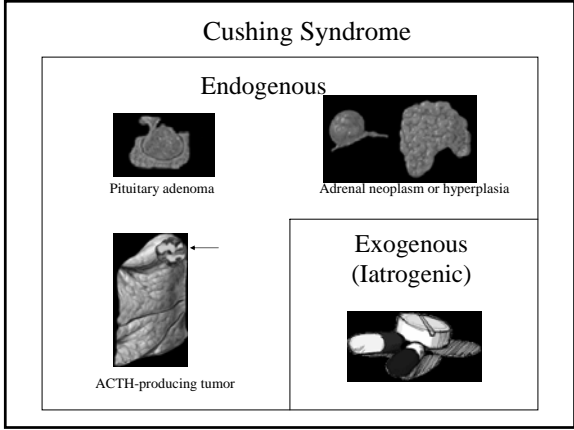 Cushing Syndrome
Endogenous
Pituitary adenoma
Adrenal neoplasm or hyperplasia
Exogenous
(Iatrogenic)
ACTH-producing tumor